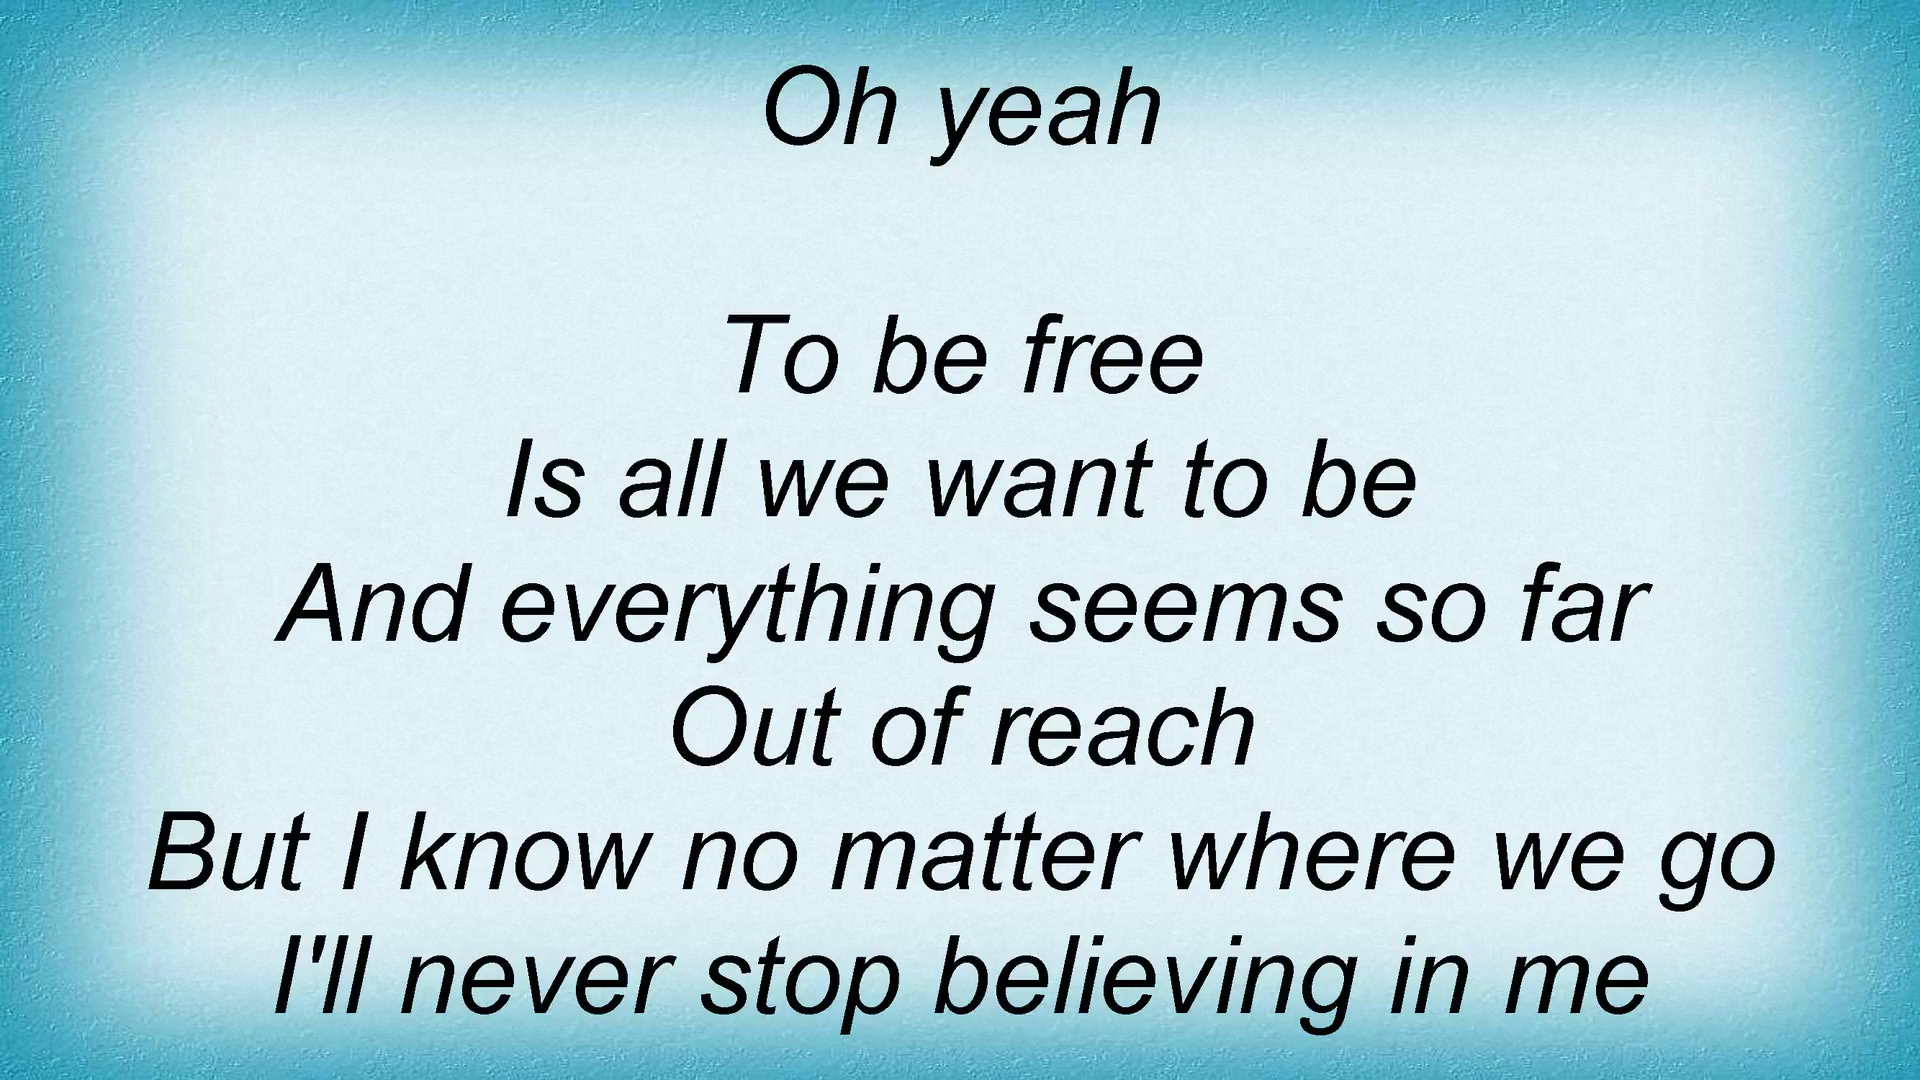 Oh yeah
To be free
Is all we want to be
And everything seems so far
Out of reach
But I know no matter where we go
I'll never stop believing in me